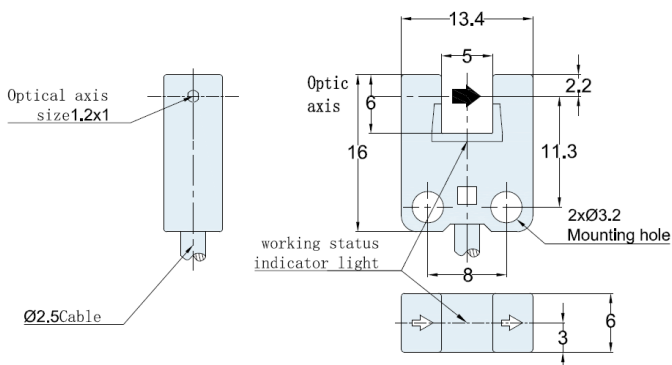 13.4
5
Optic
axis
6
2.2
16
11.3
Optical axis
size1.2x1
2xØ3.2
Mounting hole
working status
indicator light
8
Ø2.5Cable
6
3